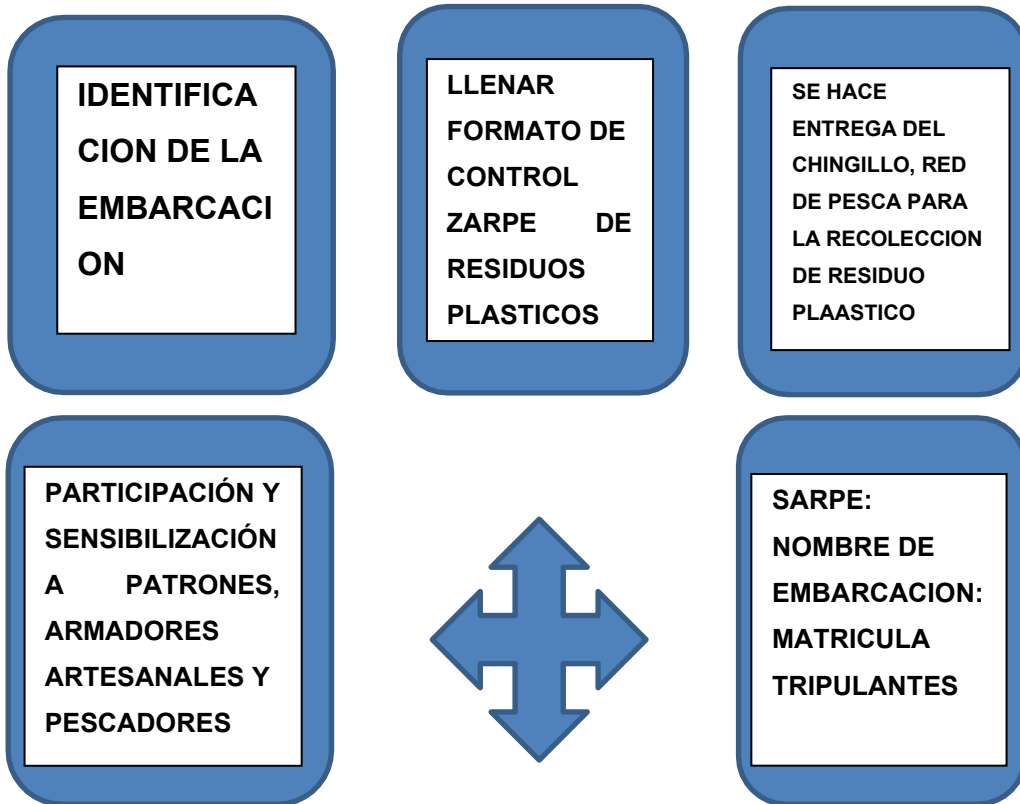 IDENTIFICA
CION DE LA
EMBARCACI
ON
LLENAR
FORMATO DE
CONTROL
ZARPE DE
RESIDUOS
PLASTICOS
SE HACE
ENTREGA DEL
CHINGILLO, RED
DE PESCA PARA
LA RECOLECCION
DE RESIDUO
PLAASTICO
PARTICIPACIÓN Y
SENSIBILIZACIÓN
A PATRONES,
ARMADORES
ARTESANALES Y
PESCADORES
SARPE:
NOMBRE DE
EMBARCACION:
MATRICULA
TRIPULANTES